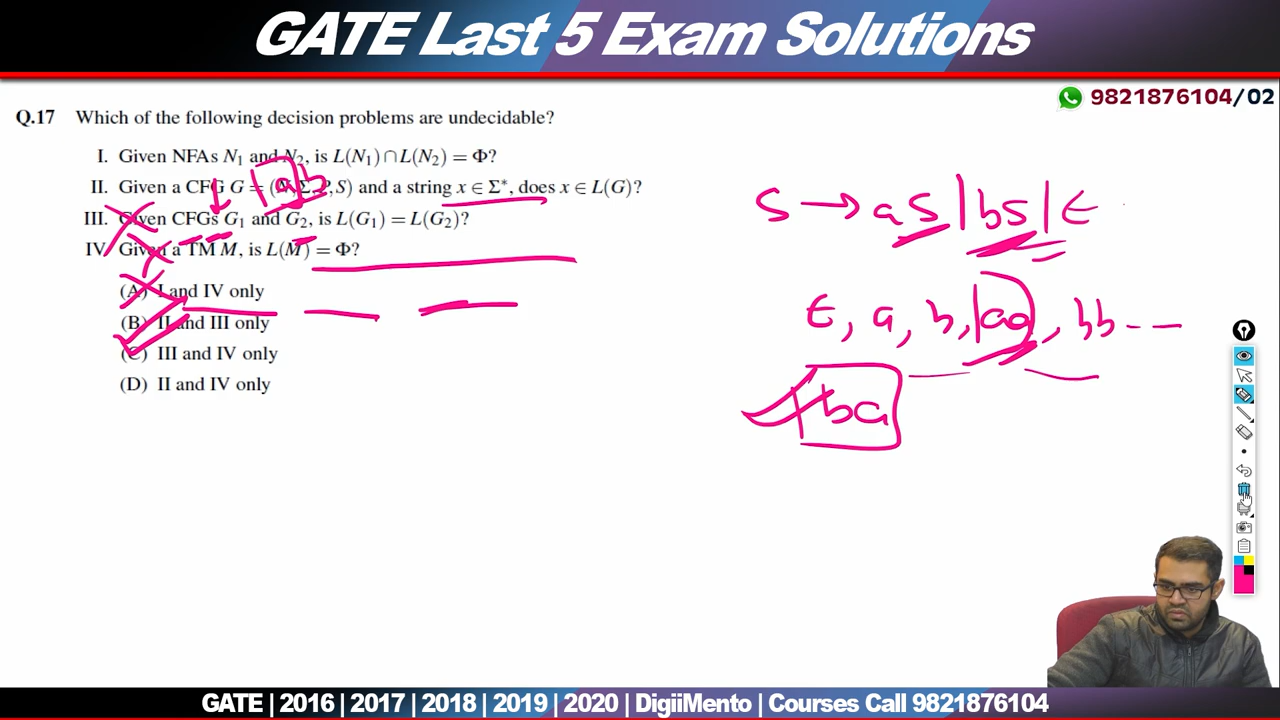 GATE Last 5 Exam Solutions
9821876104/02
Q.17 Which of the following decision problems are undecidable?
I. Given NFAs N₁ and N₂, is L(N₁)∩L(N₂) = Φ?
II. Given a CFG G = (N,Σ,P,S) and a string x ∈ Σ*, does x ∈ L(G)?
III. Given CFGs G₁ and G₂, is L(G₁) = L(G₂)?
IV. Given a TM M, is L(M) = Φ?
(A) I and IV only
(B) II and III only
(C) III and IV only
(D) II and IV only
ab
S → aS | bS | ε
ε, a, b, aa, bb - -
ba
GATE | 2016 | 2017 | 2018 | 2019 | 2020 | DigiiMento | Courses Call 9821876104